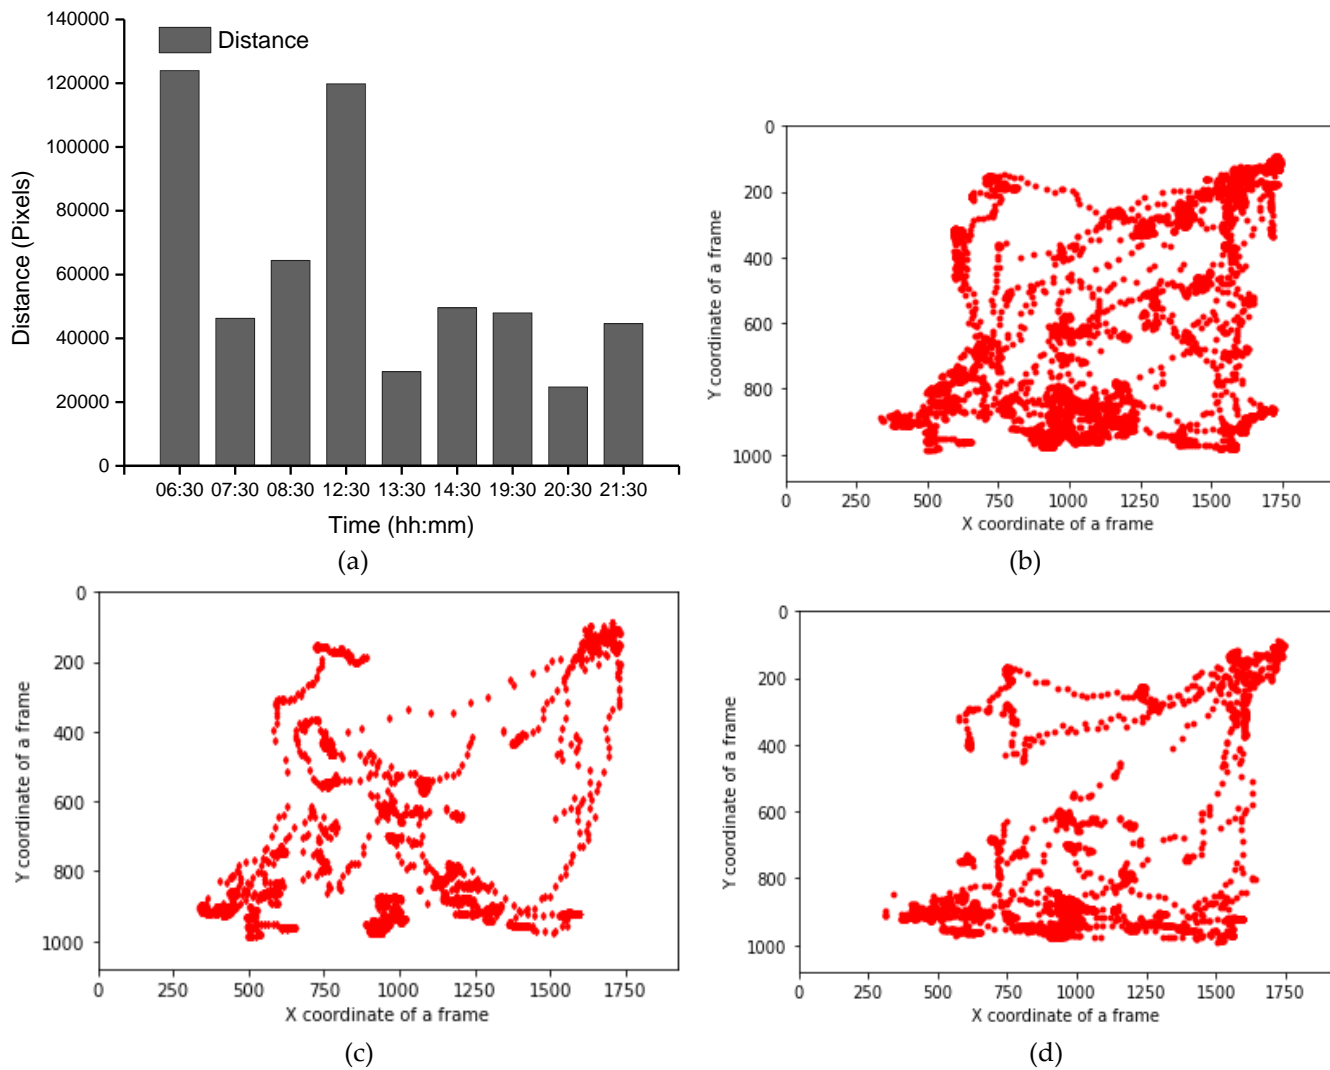 140000
120000
100000
80000
60000
40000
20000
0
Distance
Distance (Pixels)
06:30 07:30 08:30 12:30 13:30 14:30 19:30 20:30 21:30
Time (hh:mm)
(a)
0
200
400
600
800
1000
Y coordinate of a frame
0 250 500 750 1000 1250 1500 1750
X coordinate of a frame
(b)
0
200
400
600
800
1000
Y coordinate of a frame
0 250 500 750 1000 1250 1500 1750
X coordinate of a frame
(c)
0
200
400
600
800
1000
Y coordinate of a frame
0 250 500 750 1000 1250 1500 1750
X coordinate of a frame
(d)